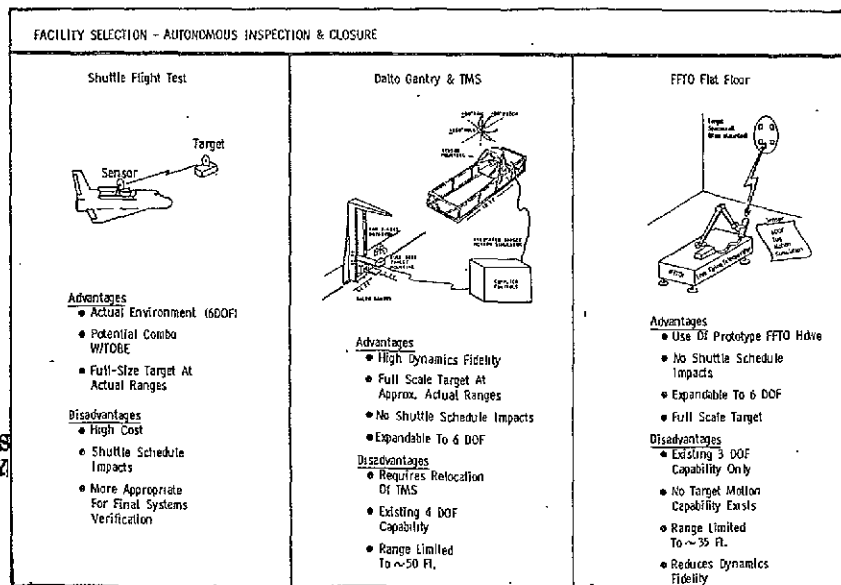 FACILITY SELECTION - AUTONOMOUS INSPECTION & CLOSURE
Shuttle Flight Test
Sensor
Target
Advantages
• Actual Environment (6DOF)
• Potential Combo
W/TOBE
• Full-Size Target At
Actual Ranges
Disadvantages
• High Cost
• Shuttle Schedule
Impacts
• More Appropriate
For Final Systems
Verification
Dalto Gantry & TMS
Advantages
• High Dynamics Fidelity
• Full Scale Target At
Approx. Actual Ranges
• No Shuttle Schedule Impacts
• Expandable To 6 DOF
Disadvantages
• Requires Relocation
Of TMS
• Existing 4 DOF
Capability
• Range Limited
To ~50 Ft.
FFTO Flat Floor
Target
Sensor
Advantages
• Use Of Prototype FFTO Hdwe
• No Shuttle Schedule
Impacts
• Expandable To 6 DOF
• Full Scale Target
Disadvantages
• Existing 3 DOF
Capability Only
• No Target Motion
Capability Exists
• Range Limited
To ~35 Ft.
• Reduces Dynamics
Fidelity